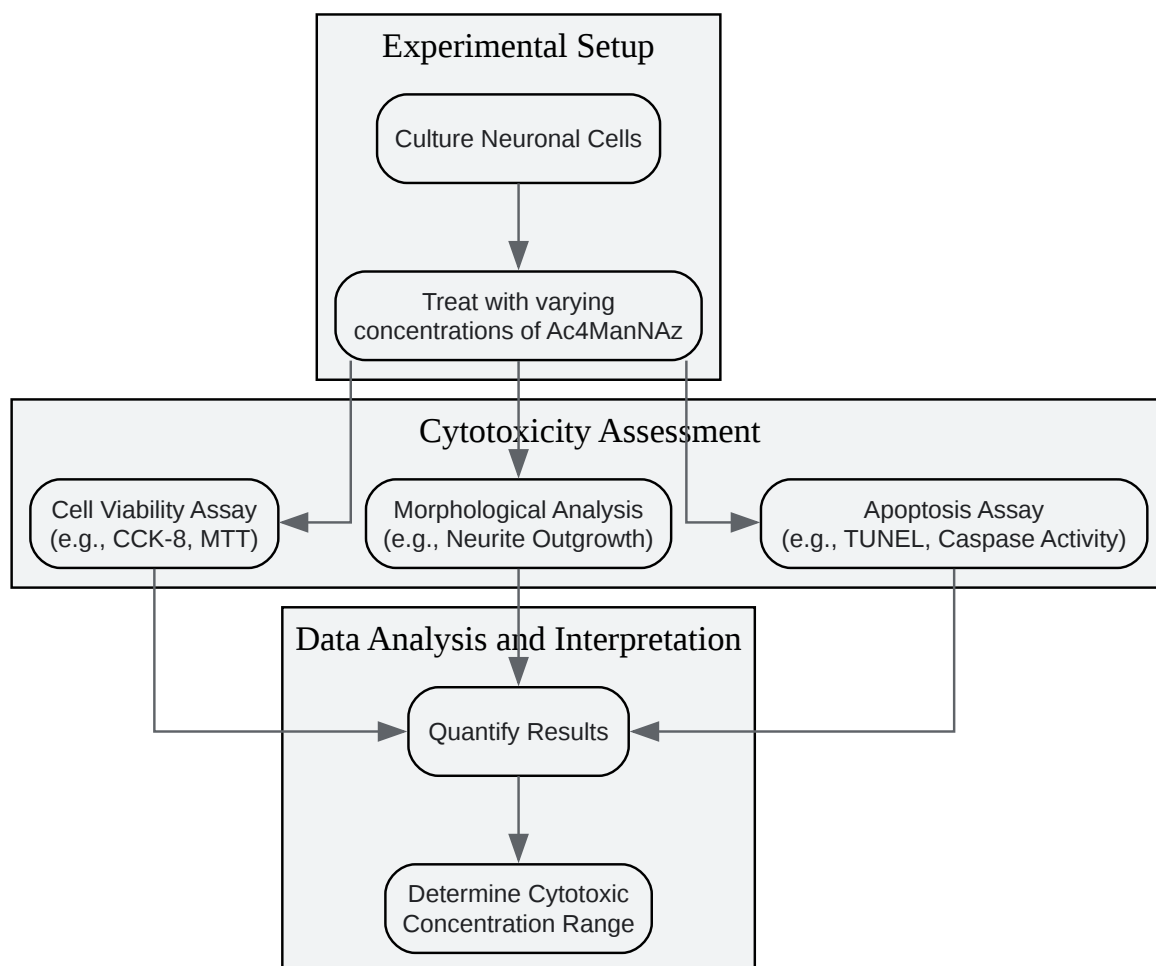 Experimental Setup
Culture Neuronal Cells
Treat with varying
concentrations of Ac4ManNAz
Cytotoxicity Assessment
Cell Viability Assay
(e.g., CCK-8, MTT)
Morphological Analysis
(e.g., Neurite Outgrowth)
Apoptosis Assay
(e.g., TUNEL, Caspase Activity)
Data Analysis and Interpretation
Quantify Results
Determine Cytotoxic
Concentration Range